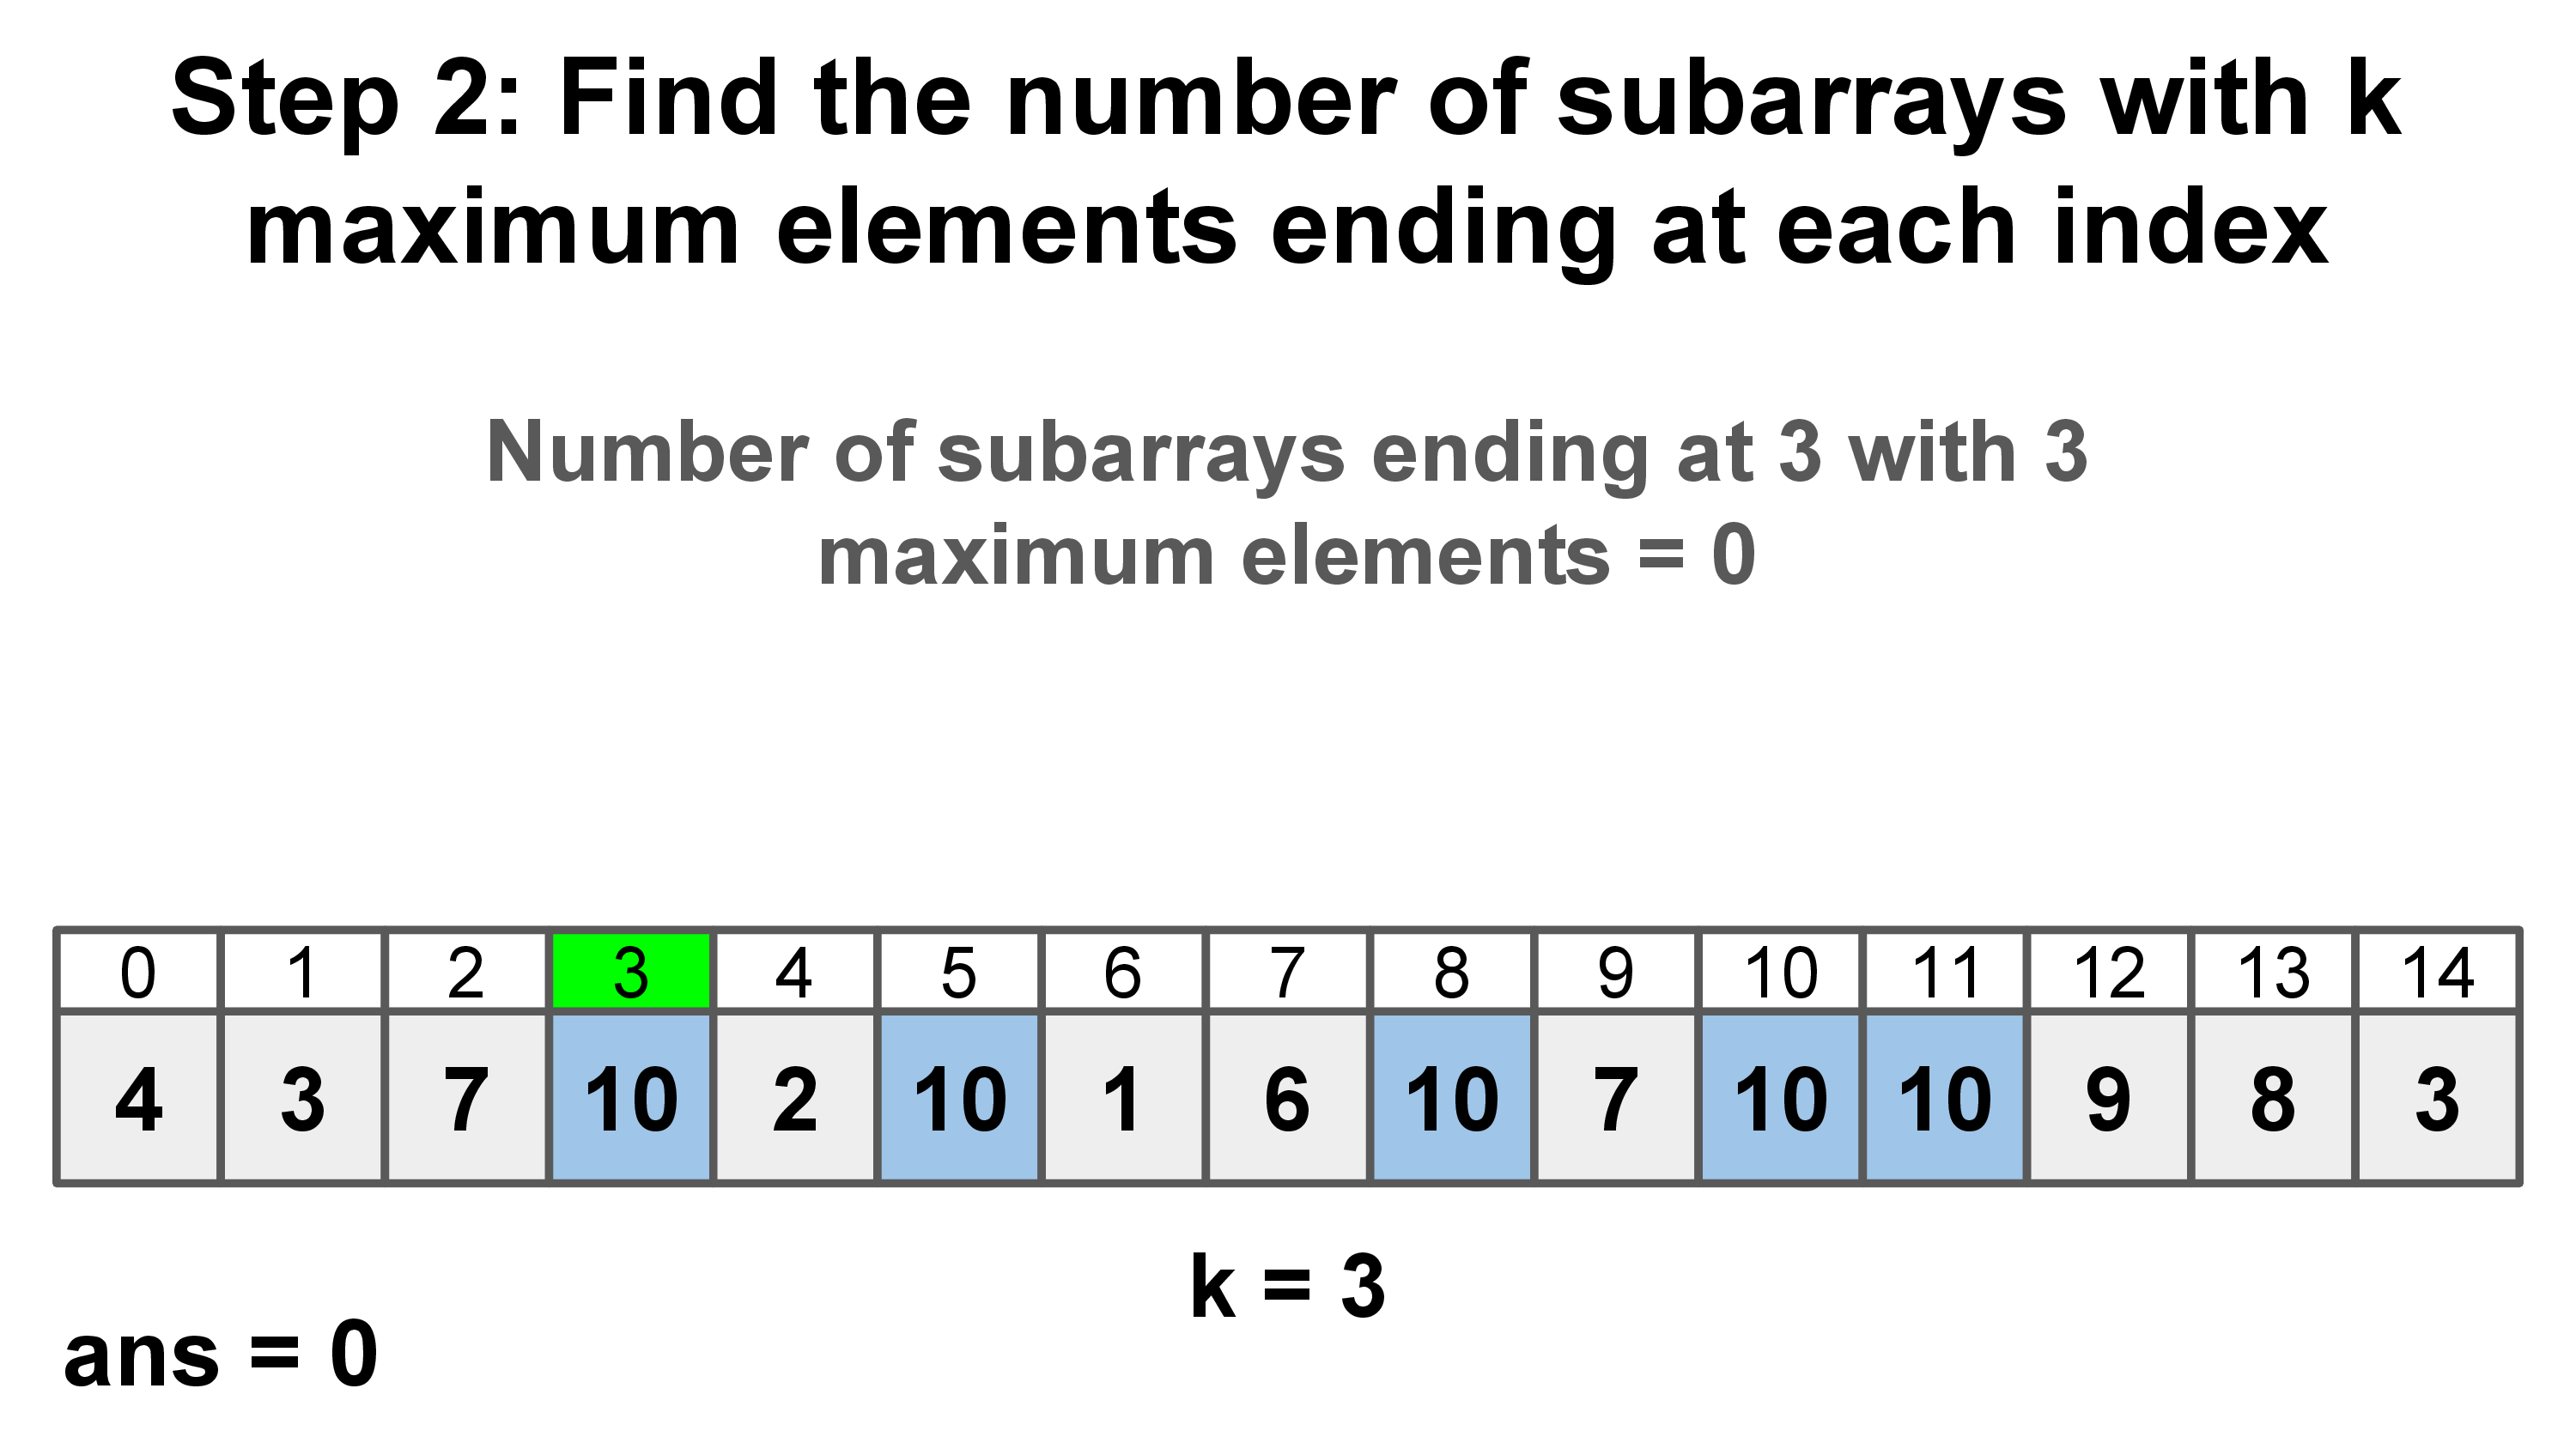 Step 2: Find the number of subarrays with k
maximum elements ending at each index
Number of subarrays ending at 3 with 3
maximum elements = 0
0 1 2 3 4 5 6 7 8 9 10 11 12 13 14
4 3 7 10 2 10 1 6 10 7 10 10 9 8 3
k = 3
ans = 0